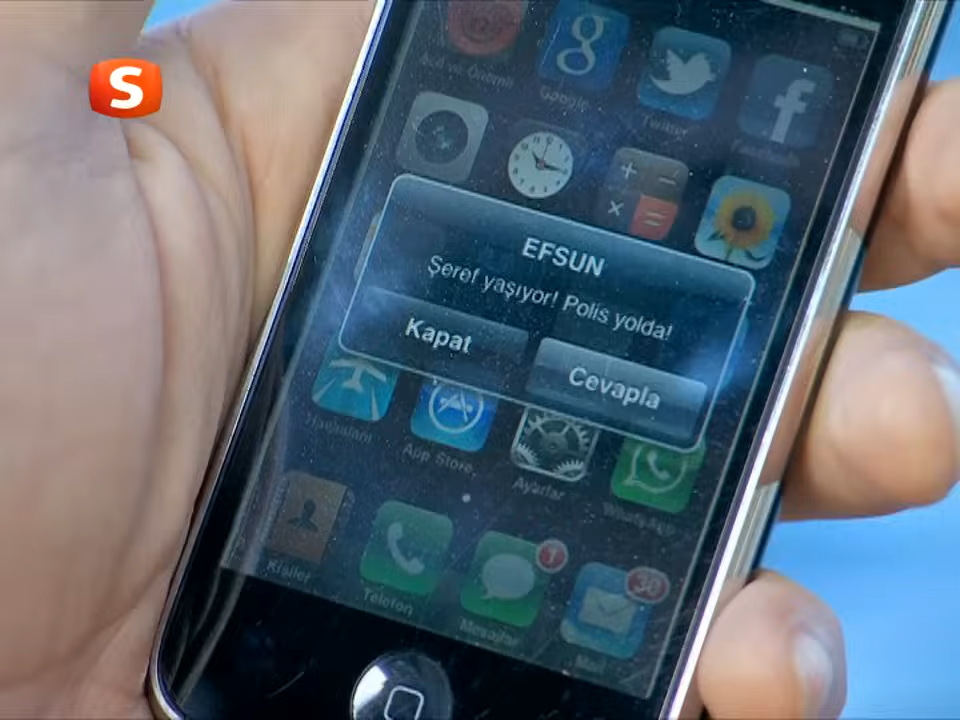 S
Google
Twitter
Facebook
EFSUN
Şeref yaşıyor! Polis yolda!
Kapat
Cevapla
Havaalanı
App Store
Ayarlar
WhatsApp
1
30
Kişiler
Telefon
Mesajlar
Mail